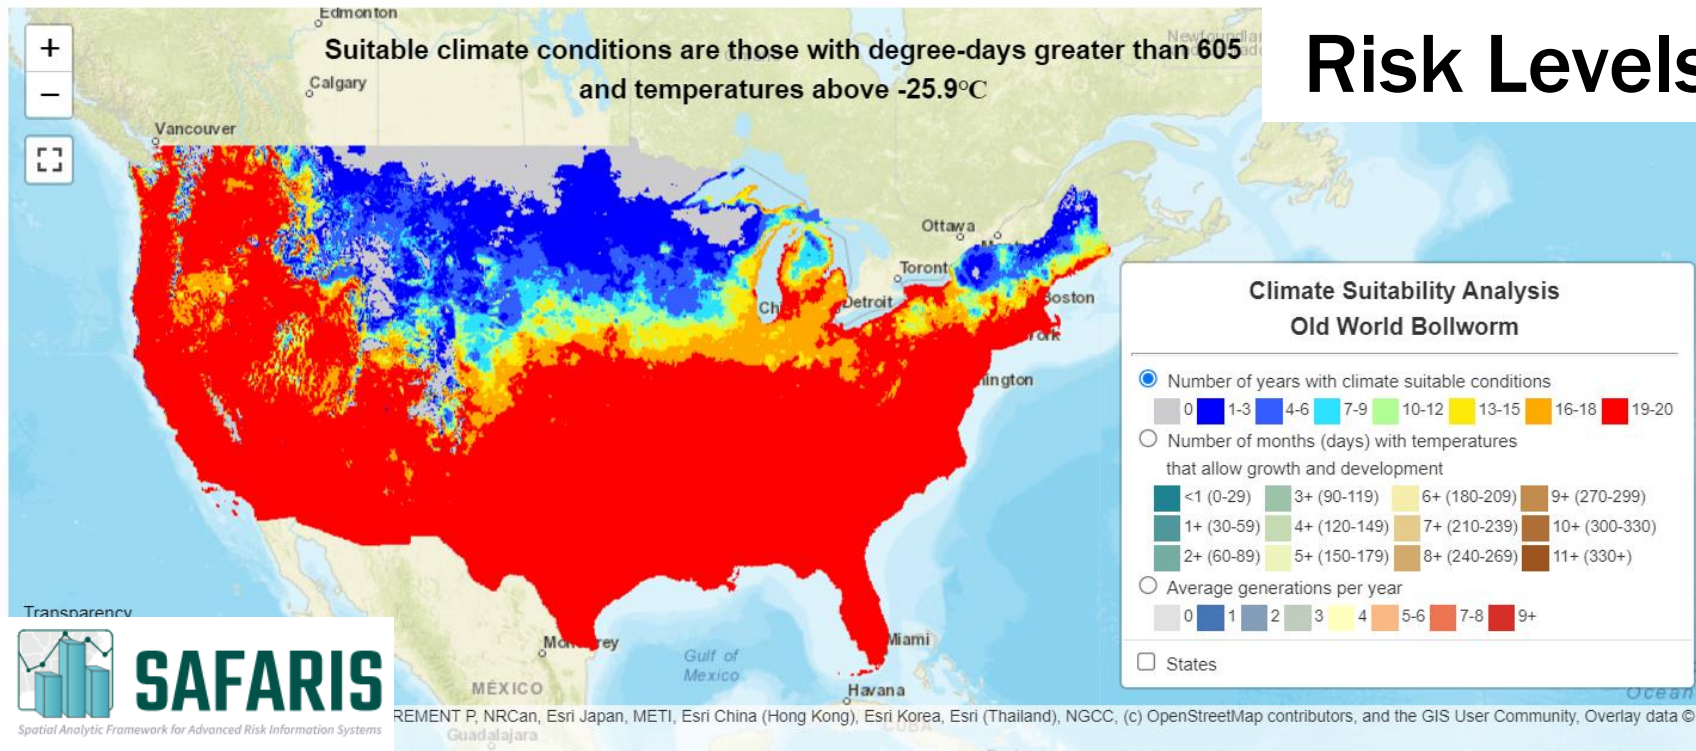 Risk Levels
Suitable climate conditions are those with degree-days greater than 605
and temperatures above -25.9°C
+
−
Edmonton
Calgary
Vancouver
Ottawa
Toront
Detroit
Ch
Boston
ork
ington
Miami
Havana
Gulf of
Mexico
MÉXICO
Guadalajara
CUBA
Ocean
Transparency
Climate Suitability Analysis
Old World Bollworm
Number of years with climate suitable conditions
0 1-3 4-6 7-9 10-12 13-15 16-18 19-20
Number of months (days) with temperatures
that allow growth and development
<1 (0-29) 3+ (90-119) 6+ (180-209) 9+ (270-299)
1+ (30-59) 4+ (120-149) 7+ (210-239) 10+ (300-330)
2+ (60-89) 5+ (150-179) 8+ (240-269) 11+ (330+)
Average generations per year
0 1 2 3 4 5-6 7-8 9+
States
SAFARIS
Spatial Analytic Framework for Advanced Risk Information Systems
REMENT P, NRCan, Esri Japan, METI, Esri China (Hong Kong), Esri Korea, Esri (Thailand), NGCC, (c) OpenStreetMap contributors, and the GIS User Community, Overlay data ©